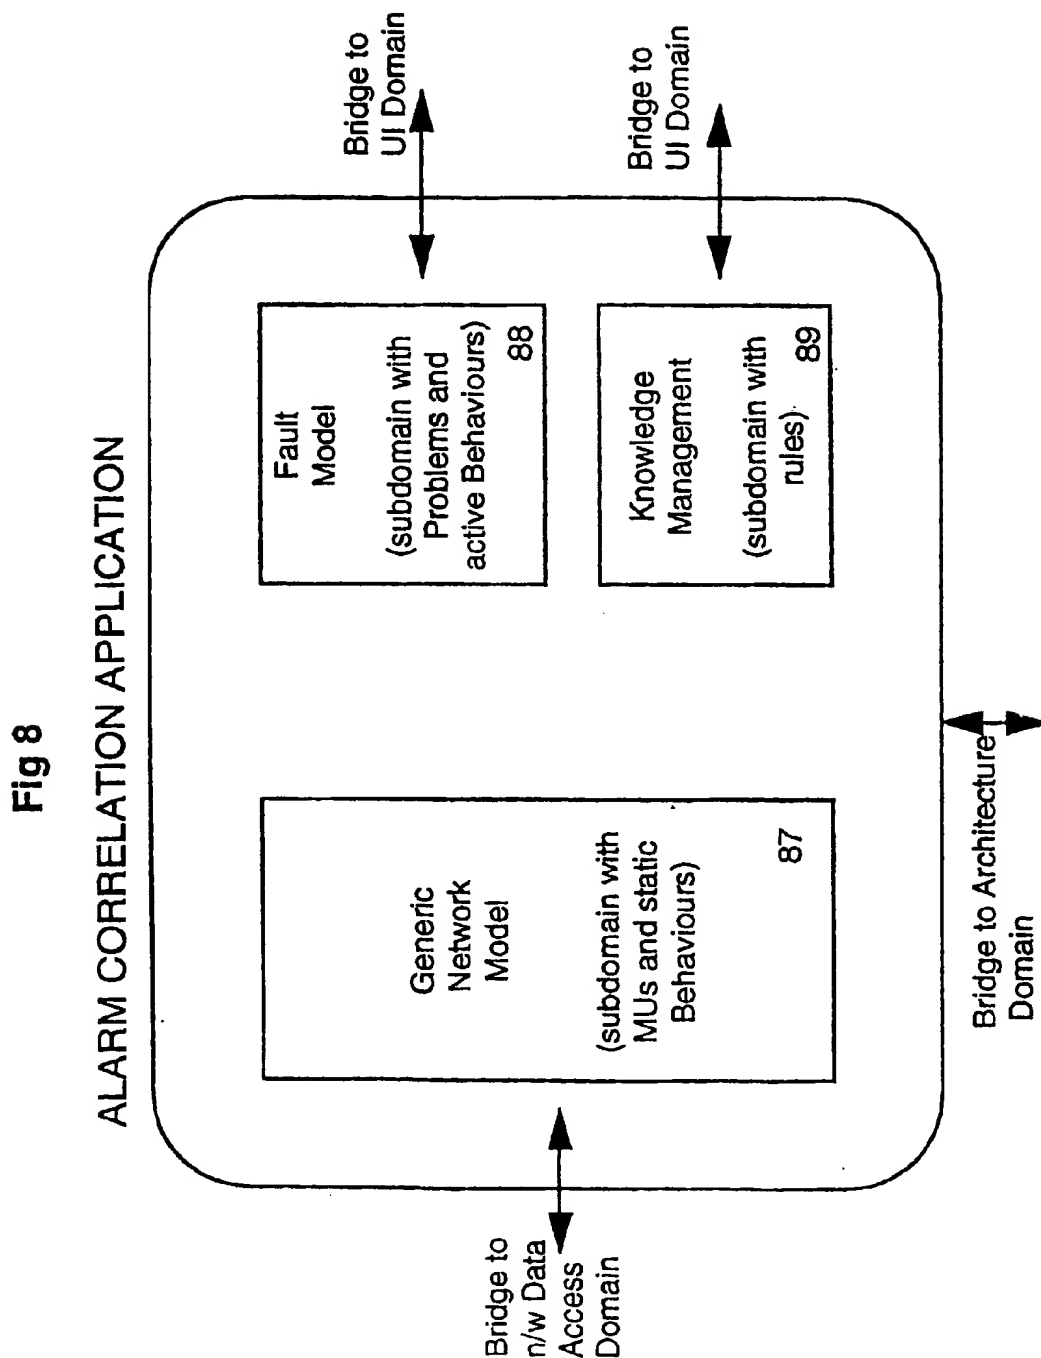 Fig 8
ALARM CORRELATION APPLICATION
Bridge to
n/w Data
Access
Domain
Generic
Network
Model
(subdomain with
MUs and static
Behaviours)
87
Fault
Model
(subdomain with
Problems and
active Behaviours)
88
Bridge to
UI Domain
Knowledge
Management
(subdomain with
rules)
89
Bridge to
UI Domain
Bridge to Architecture
Domain